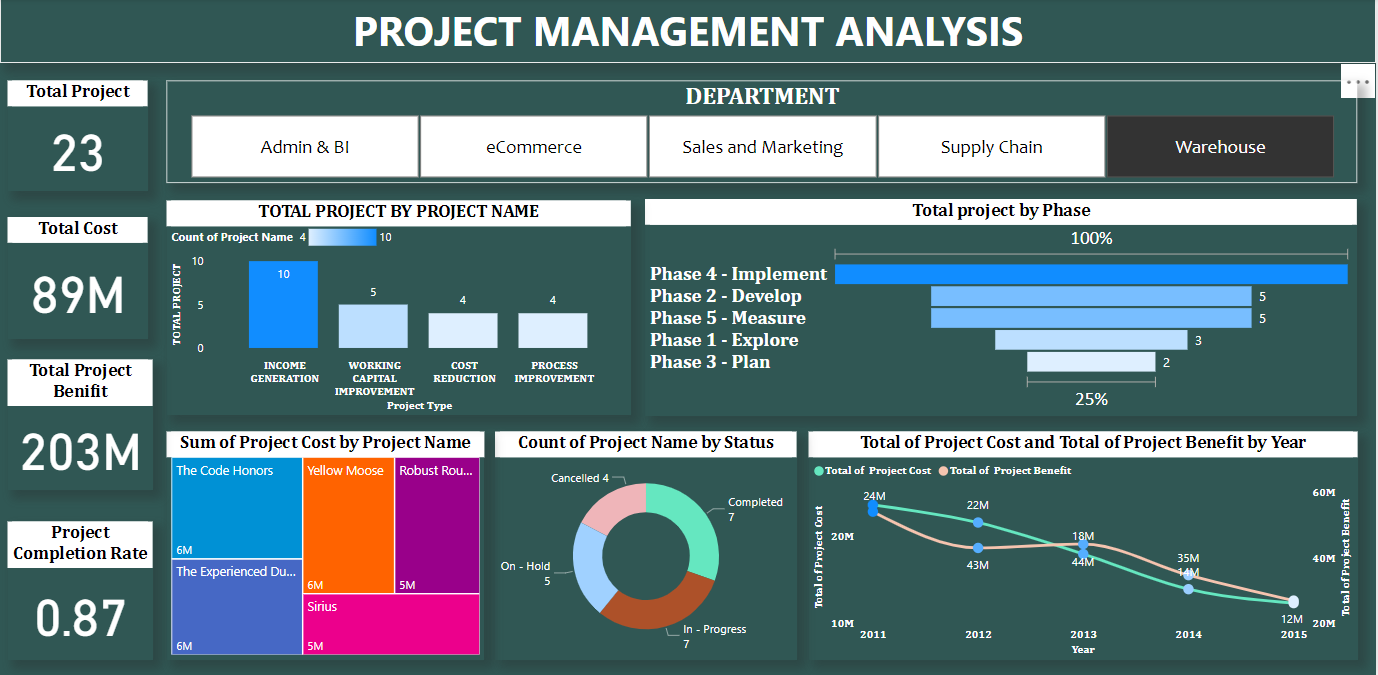 PROJECT MANAGEMENT ANALYSIS
Total Project
23
Total Cost
89M
Total Project
Benifit
203M
Project
Completion Rate
0.87
DEPARTMENT
Admin & BI
eCommerce
Sales and Marketing
Supply Chain
Warehouse
TOTAL PROJECT BY PROJECT NAME
Count of Project Name 4 10
TOTAL PROJECT
10
5
0
10
5
4
4
INCOME
GENERATION
WORKING
CAPITAL
IMPROVEMENT
COST
REDUCTION
PROCESS
IMPROVEMENT
Project Type
Total project by Phase
100%
Phase 4 - Implement
Phase 2 - Develop
5
Phase 5 - Measure
5
Phase 1 - Explore
3
Phase 3 - Plan
2
25%
Sum of Project Cost by Project Name
The Code Honors
6M
The Experienced Du...
6M
Yellow Moose
6M
Robust Rou...
5M
Sirius
5M
Count of Project Name by Status
Cancelled 4
Completed
7
On - Hold
5
In - Progress
7
Total of Project Cost and Total of Project Benefit by Year
Total of Project Cost
Total of Project Benefit
Total of Project Cost
20M
10M
24M
22M
43M
18M
44M
35M
14M
12M
60M
40M
20M
Total of Project Benefit
2011
2012
2013
2014
2015
Year